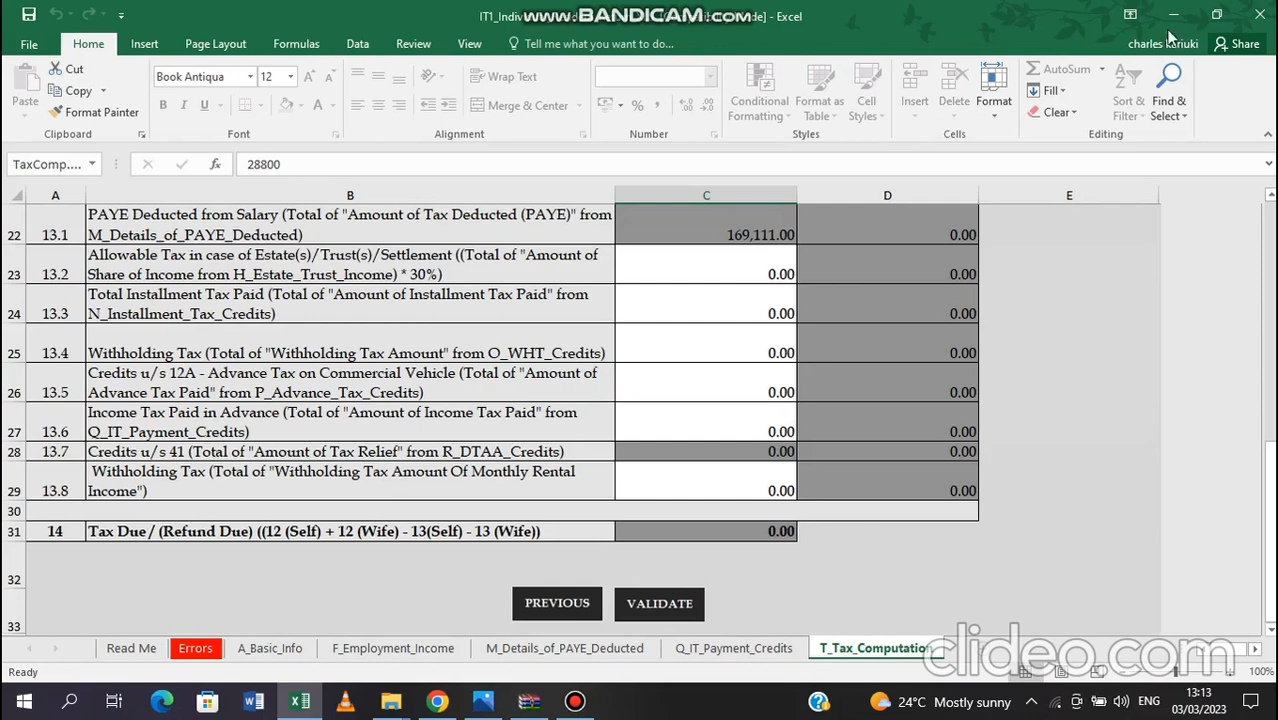 IT1_Indivi
www.BANDICAM.com
de] - Excel
File
Home
Insert
Page Layout
Formulas
Data
Review
View
Tell me what you want to do...
charles kariuki
Share
Paste
Cut
Copy
Format Painter
Clipboard
Book Antiqua
12
B I U
Font
Wrap Text
Merge & Center
Alignment
%
Number
Conditional
Formatting
Format as
Table
Cell
Styles
Styles
Insert
Delete
Format
Cells
AutoSum
Fill
Clear
Sort &
Filter
Find &
Select
Editing
TaxComp....
fx
28800
A B C D E
22 13.1 PAYE Deducted from Salary (Total of "Amount of Tax Deducted (PAYE)" from
M_Details_of_PAYE_Deducted) 169,111.00 0.00
23 13.2 Allowable Tax in case of Estate(s)/Trust(s)/Settlement ((Total of "Amount of
Share of Income from H_Estate_Trust_Income) * 30%) 0.00 0.00
24 13.3 Total Installment Tax Paid (Total of "Amount of Installment Tax Paid" from
N_Installment_Tax_Credits) 0.00 0.00
25 13.4 Withholding Tax (Total of "Withholding Tax Amount" from O_WHT_Credits) 0.00 0.00
26 13.5 Credits u/s 12A - Advance Tax on Commercial Vehicle (Total of "Amount of
Advance Tax Paid" from P_Advance_Tax_Credits) 0.00 0.00
27 13.6 Income Tax Paid in Advance (Total of "Amount of Income Tax Paid" from
Q_IT_Payment_Credits) 0.00 0.00
28 13.7 Credits u/s 41 (Total of "Amount of Tax Relief" from R_DTAA_Credits) 0.00 0.00
29 13.8 Withholding Tax (Total of "Withholding Tax Amount Of Monthly Rental
Income") 0.00 0.00
30
31 14 Tax Due / (Refund Due) ((12 (Self) + 12 (Wife) - 13(Self) - 13 (Wife)) 0.00
32
33
PREVIOUS
VALIDATE
Read Me
Errors
A_Basic_Info
F_Employment_Income
M_Details_of_PAYE_Deducted
Q_IT_Payment_Credits
T_Tax_Computation
clideo.com
Ready
100%
24°C Mostly sunny
ENG
13:13
03/03/2023